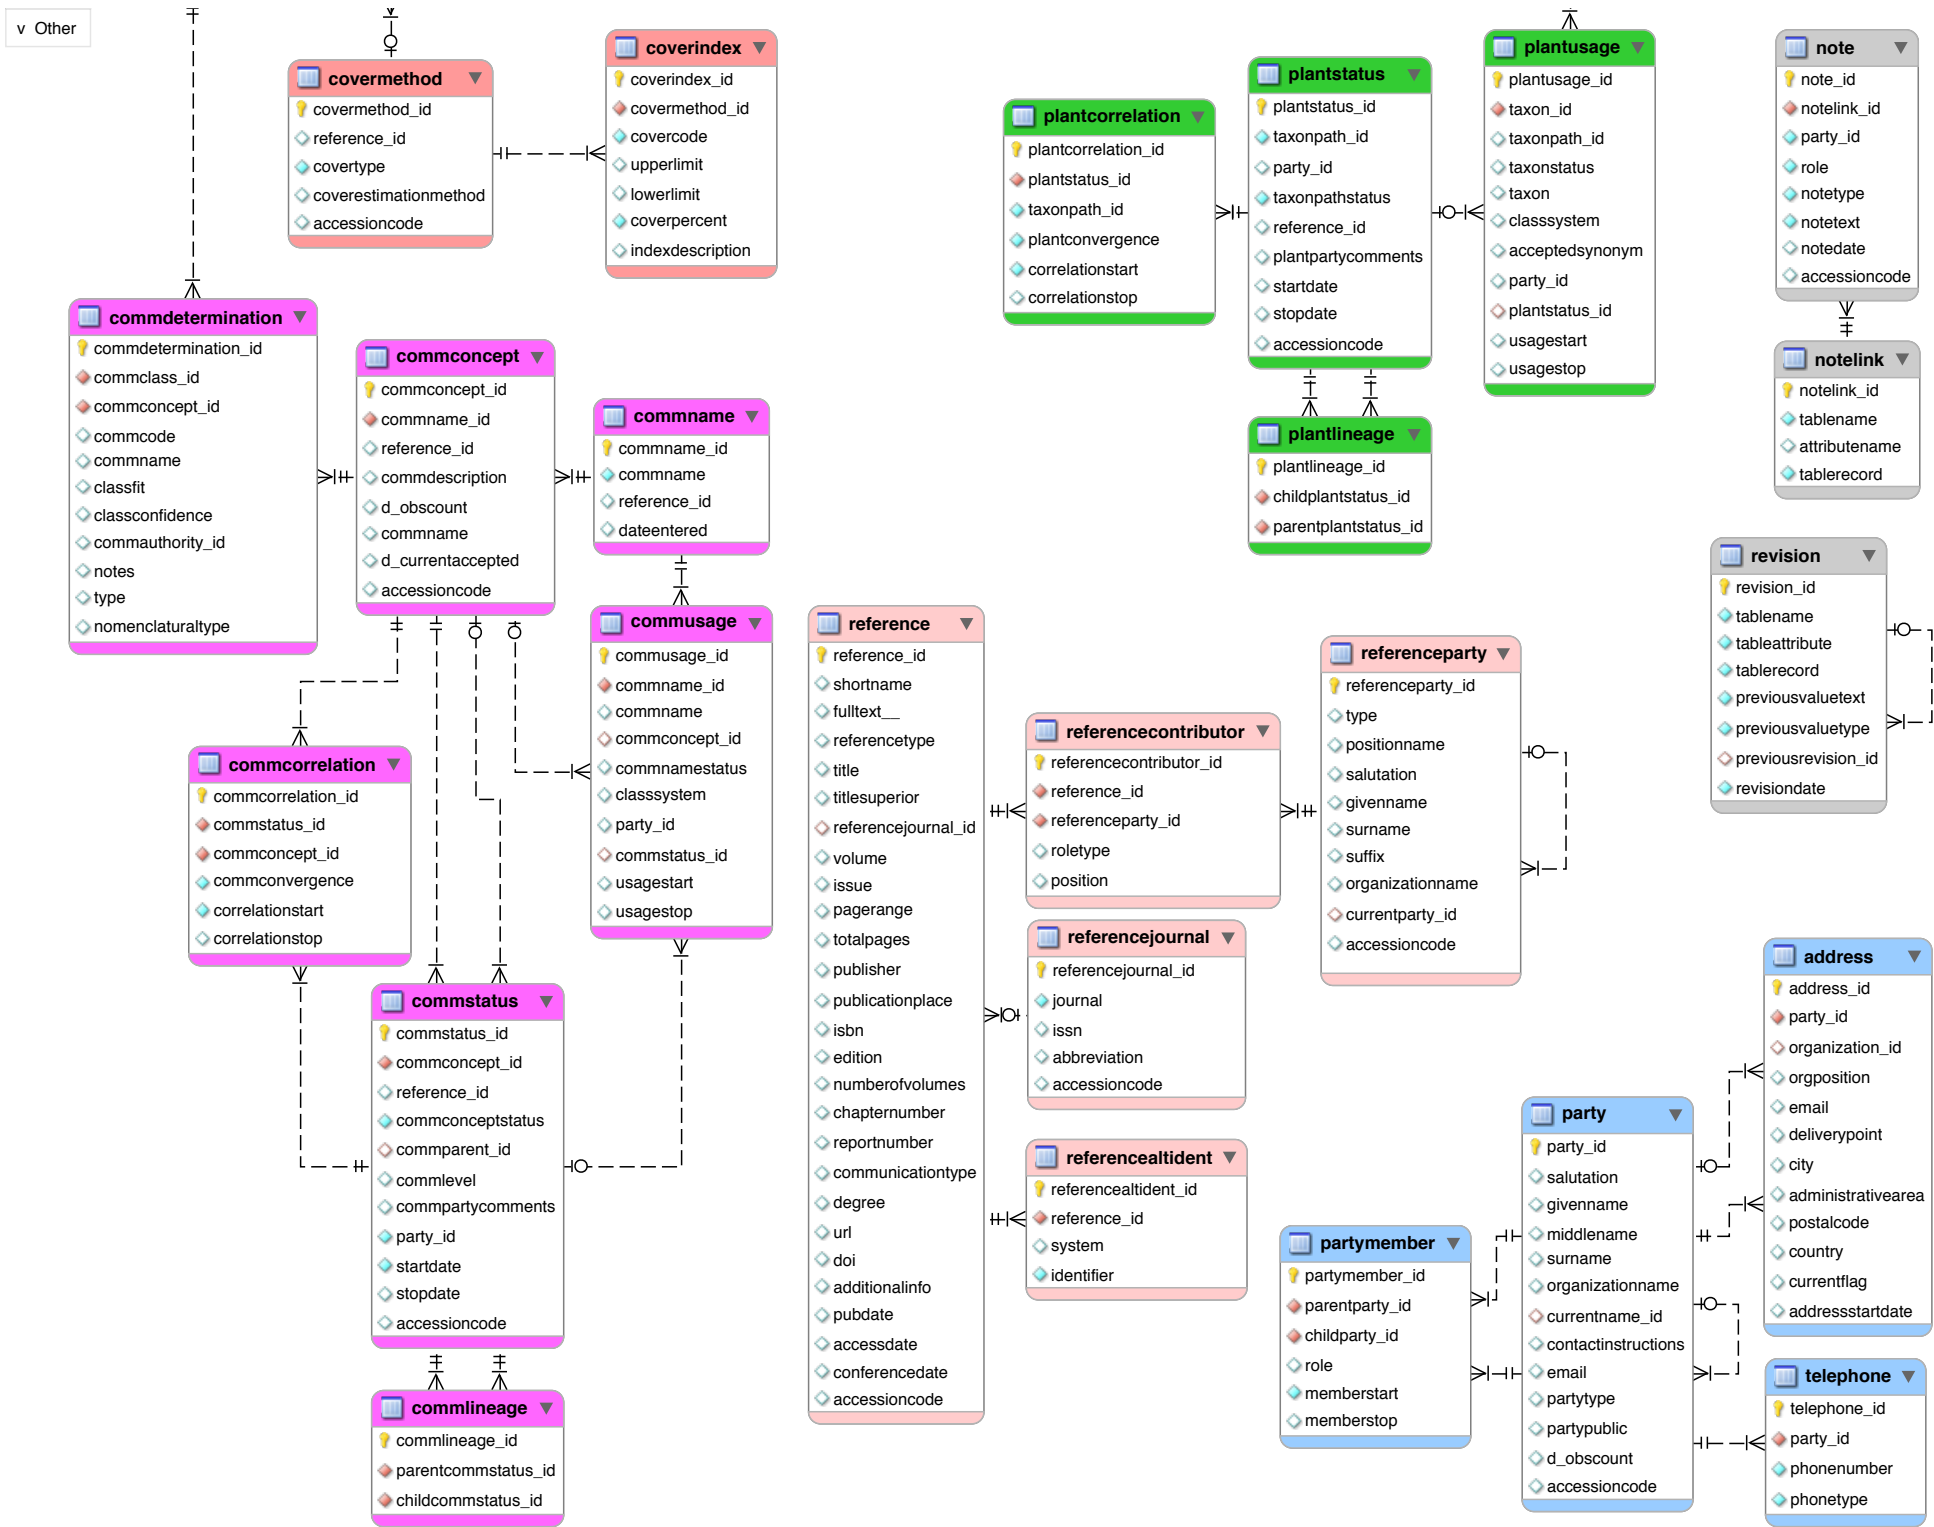 v Other
covermethod
covermethod_id
reference_id
covertype
coverestimationmethod
accessioncode
coverindex
coverindex_id
covermethod_id
covercode
upperlimit
lowerlimit
coverpercent
indexdescription
plantcorrelation
plantcorrelation_id
plantstatus_id
taxonpath_id
plantconvergence
correlationstart
correlationstop
plantstatus
plantstatus_id
taxonpath_id
party_id
taxonpathstatus
reference_id
plantpartycomments
startdate
stopdate
accessioncode
plantusage
plantusage_id
taxon_id
taxonpath_id
taxonstatus
taxon
classsystem
acceptedsynonym
party_id
plantstatus_id
usagestart
usagestop
note
note_id
notelink_id
party_id
role
notetype
notetext
notedate
accessioncode
notelink
notelink_id
tablename
attributename
tablerecord
plantlineage
plantlineage_id
childplantstatus_id
parentplantstatus_id
commdetermination
commdetermination_id
commclass_id
commconcept_id
commcode
commname
classfit
classconfidence
commauthority_id
notes
type
nomenclaturaltype
commconcept
commconcept_id
commname_id
reference_id
commdescription
d_obscount
commname
d_currentaccepted
accessioncode
commname
commname_id
commname
reference_id
dateentered
commusage
commusage_id
commname_id
commname
commconcept_id
commnamestatus
classsystem
party_id
commstatus_id
usagestart
usagestop
commcorrelation
commcorrelation_id
commstatus_id
commconcept_id
commconvergence
correlationstart
correlationstop
commstatus
commstatus_id
commconcept_id
reference_id
commconceptstatus
commparent_id
commlevel
commpartycomments
party_id
startdate
stopdate
accessioncode
commlineage
commlineage_id
parentcommstatus_id
childcommstatus_id
reference
reference_id
shortname
fulltext__
referencetype
title
titlesuperior
referencejournal_id
volume
issue
pagerange
totalpages
publisher
publicationplace
isbn
edition
numberofvolumes
chapternumber
reportnumber
communicationtype
degree
url
doi
additionalinfo
pubdate
accessdate
conferencedate
accessioncode
referencecontributor
referencecontributor_id
reference_id
referenceparty_id
roletype
position
referencejournal
referencejournal_id
journal
issn
abbreviation
accessioncode
referencealtident
referencealtident_id
reference_id
system
identifier
referenceparty
referenceparty_id
type
positionname
salutation
givenname
surname
suffix
organizationname
currentparty_id
accessioncode
revision
revision_id
tablename
tableattribute
tablerecord
previousvaluetext
previousvaluetype
previousrevision_id
revisiondate
partymember
partymember_id
parentparty_id
childparty_id
role
memberstart
memberstop
party
party_id
salutation
givenname
middlename
surname
organizationname
currentname_id
contactinstructions
email
partytype
partypublic
d_obscount
accessioncode
address
address_id
party_id
organization_id
orgposition
email
deliverypoint
city
administrativearea
postalcode
country
currentflag
addressstartdate
telephone
telephone_id
party_id
phonenumber
phonetype